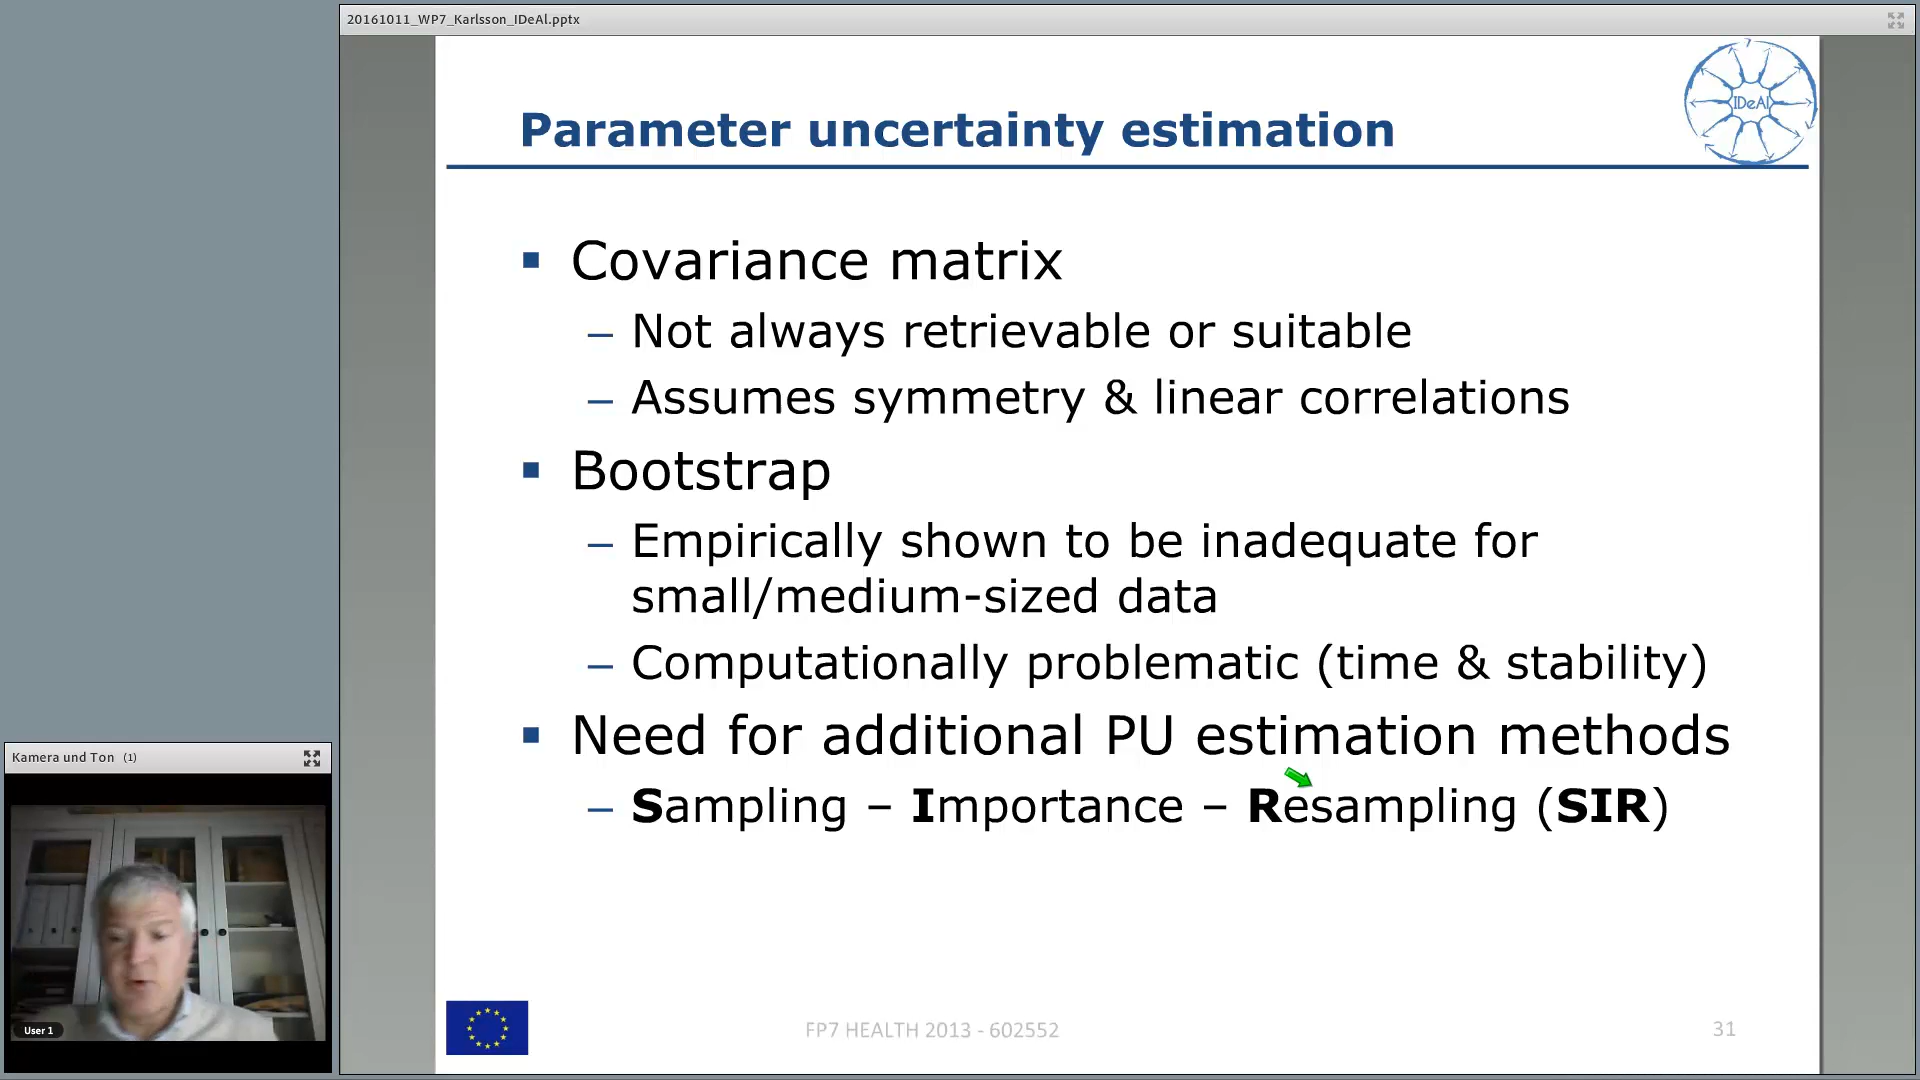 20161011_WP7_Karlsson_IDeAl.pptx
IDeAl
Parameter uncertainty estimation
Covariance matrix
– Not always retrievable or suitable
– Assumes symmetry & linear correlations
Bootstrap
– Empirically shown to be inadequate for
small/medium-sized data
– Computationally problematic (time & stability)
Need for additional PU estimation methods
– Sampling – Importance – Resampling (SIR)
Kamera und Ton (1)
User 1
FP7 HEALTH 2013 - 602552
31